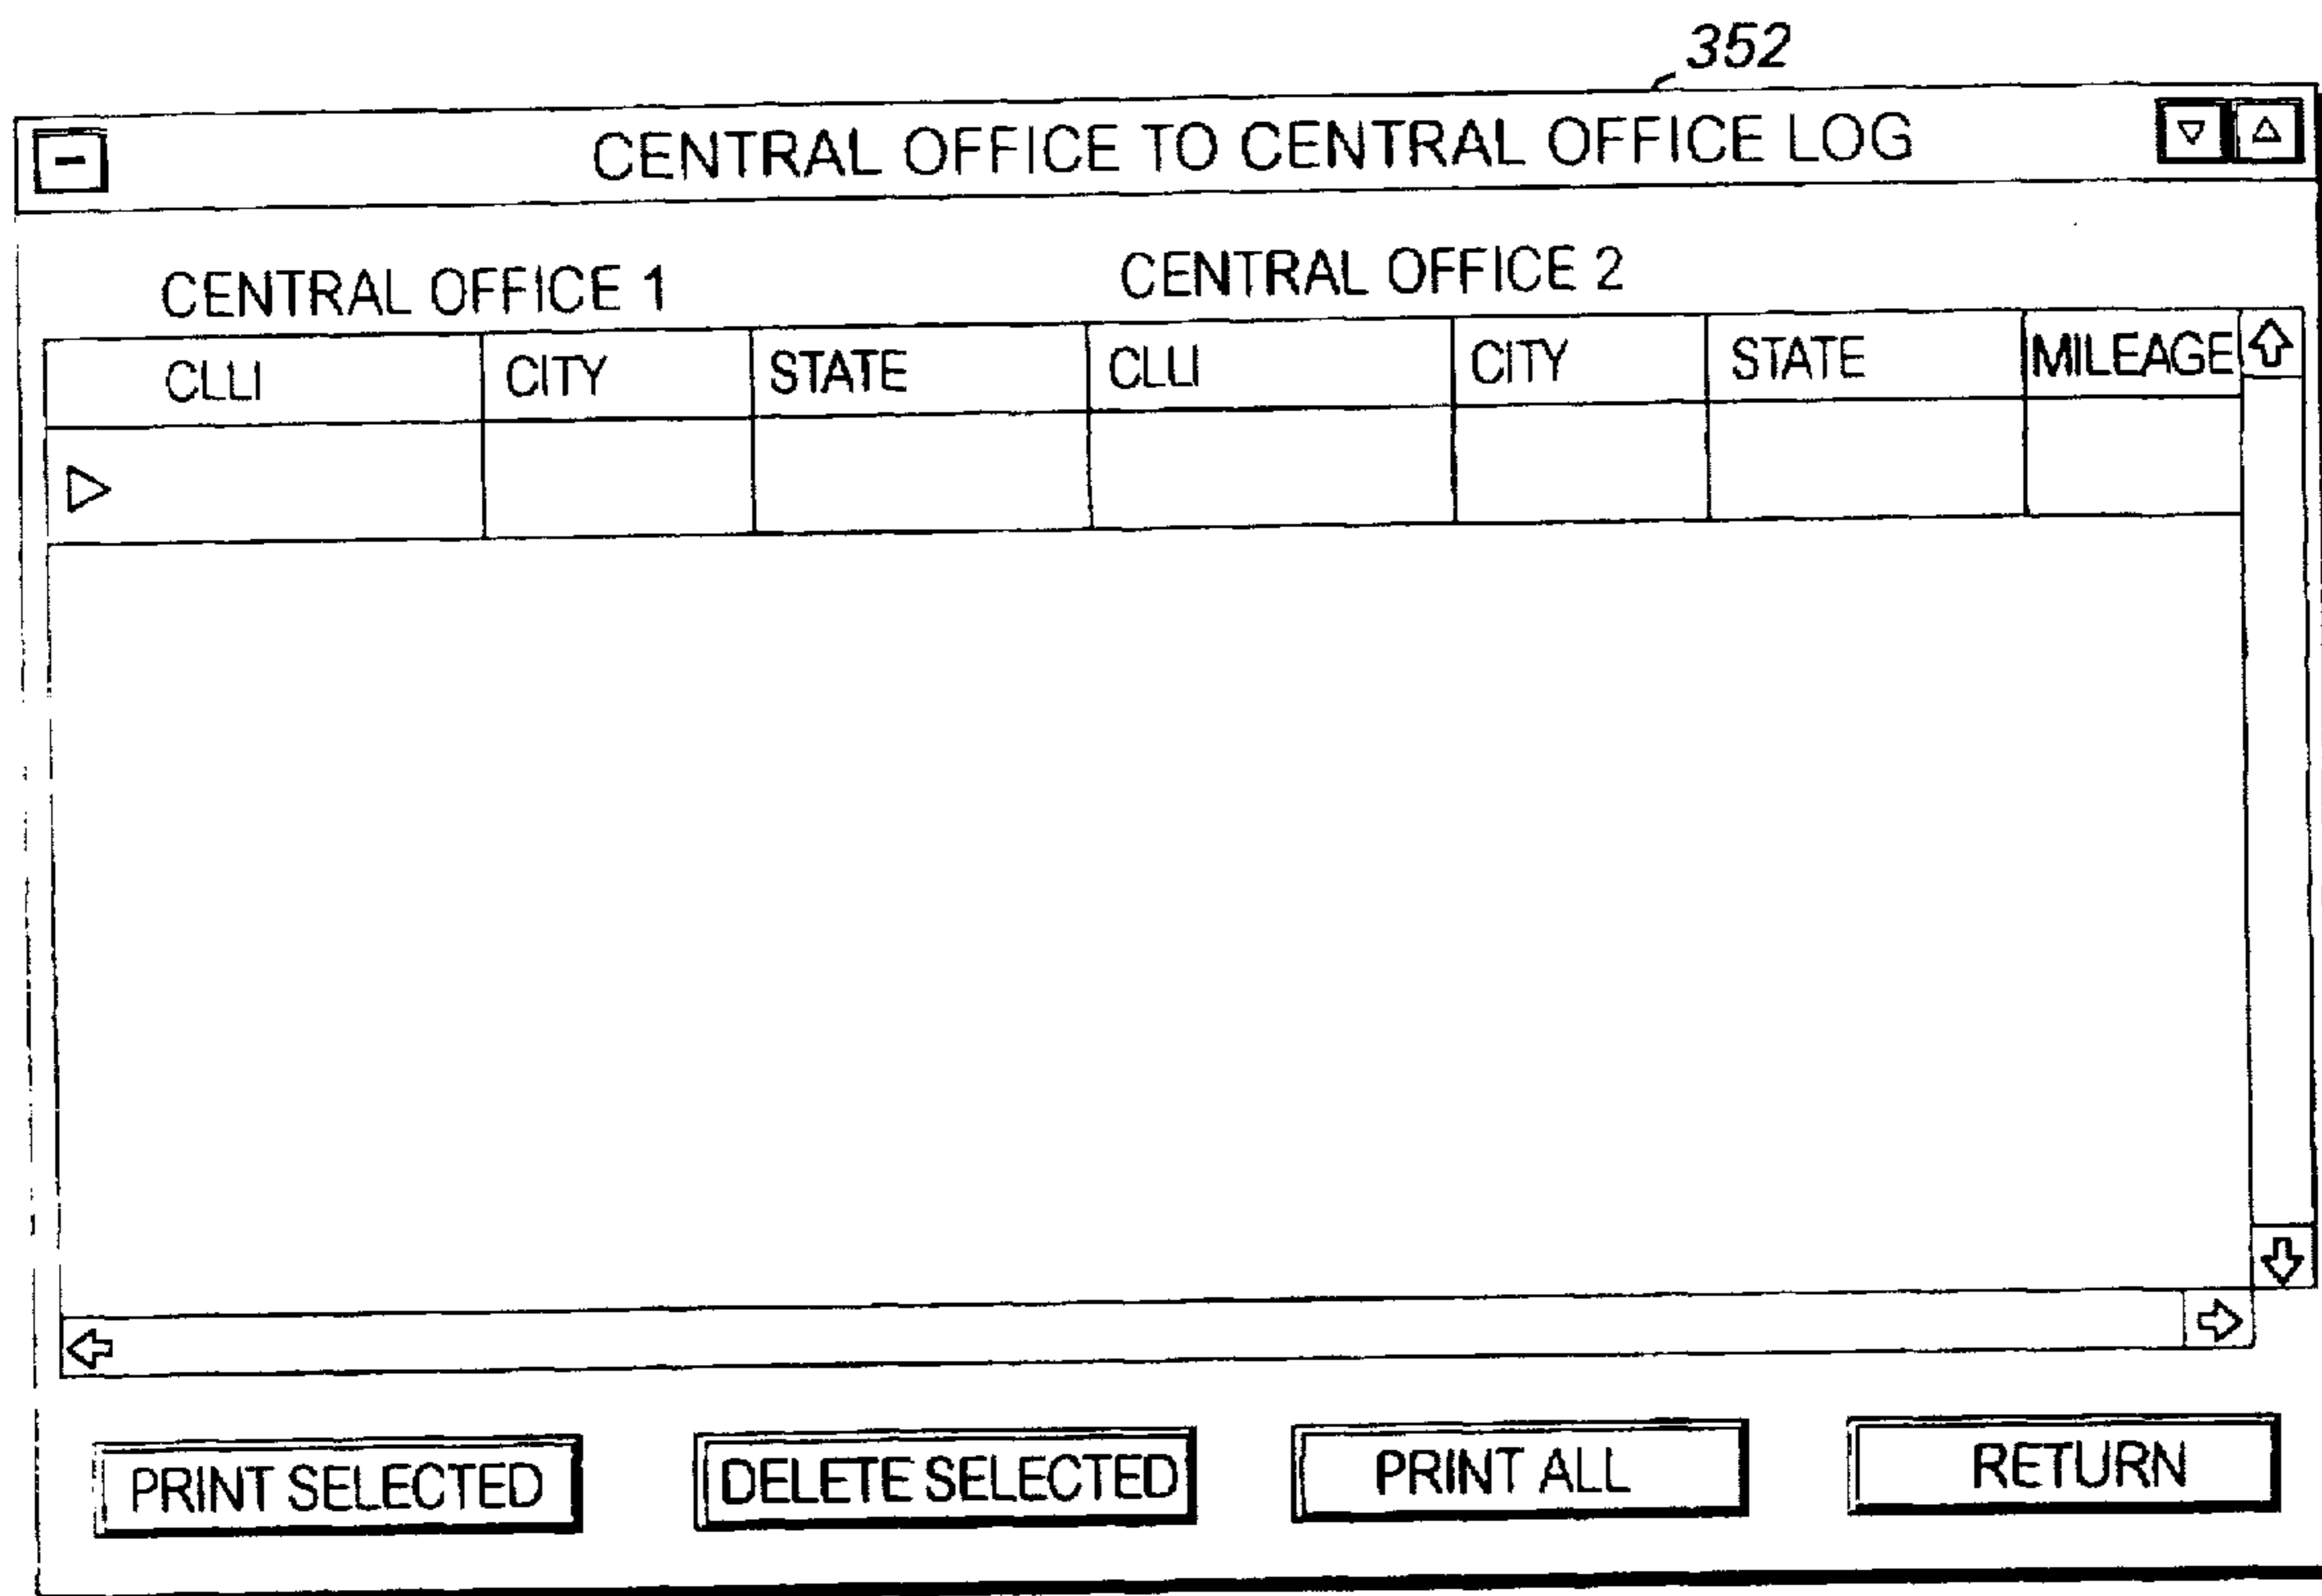 352
CENTRAL OFFICE TO CENTRAL OFFICE LOG
CENTRAL OFFICE 1 CENTRAL OFFICE 2
CLLI CITY STATE CLLI CITY STATE MILEAGE
PRINT SELECTED DELETE SELECTED PRINT ALL RETURN